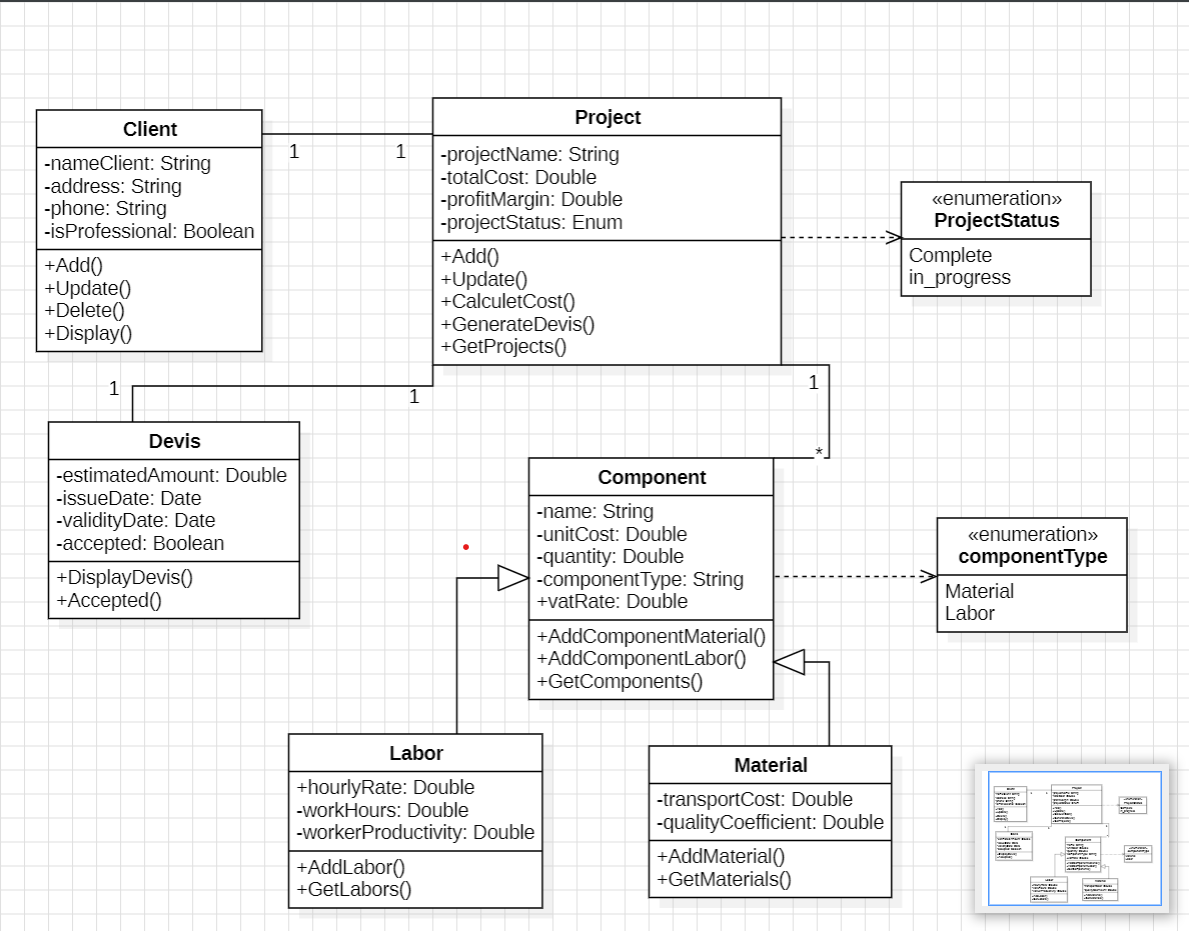 Client
-nameClient: String
-address: String
-phone: String
-isProfessional: Boolean
+Add()
+Update()
+Delete()
+Display()
1
1
Project
-projectName: String
-totalCost: Double
-profitMargin: Double
-projectStatus: Enum
+Add()
+Update()
+CalculetCost()
+GenerateDevis()
+GetProjects()
«enumeration»
ProjectStatus
Complete
in_progress
1
1
1
*
Devis
-estimatedAmount: Double
-issueDate: Date
-validityDate: Date
-accepted: Boolean
+DisplayDevis()
+Accepted()
Component
-name: String
-unitCost: Double
-quantity: Double
-componentType: String
+vatRate: Double
+AddComponentMaterial()
+AddComponentLabor()
+GetComponents()
«enumeration»
componentType
Material
Labor
Labor
+hourlyRate: Double
-workHours: Double
-workerProductivity: Double
+AddLabor()
+GetLabors()
Material
-transportCost: Double
-qualityCoefficient: Double
+AddMaterial()
+GetMaterials()